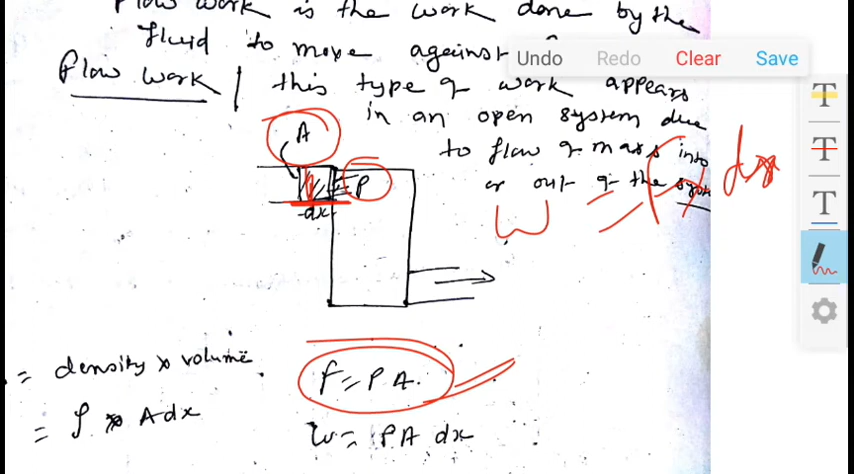 Flow work is the work done by the
fluid to move against
Undo Redo Clear Save
Flow work | this type of work appears
in an open system due
to flow of mass into
or out of the
A
P
dx
W = dx
T
T
T
= density x volume
F = PA.
= ρ x Adx
W = PA dx